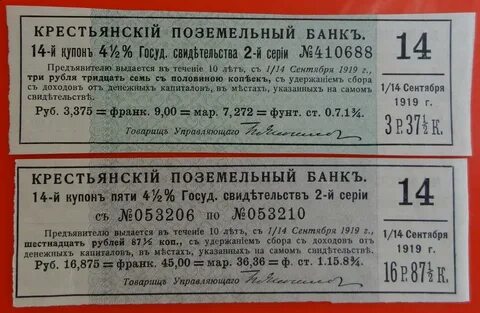 КРЕСТЬЯНСКІЙ ПОЗЕМЕЛЬНЫЙ БАНКЪ.
14-й купонъ 4½% Госуд. свидѣтельства 2-й серіи №410688
Предъявителю выдается въ теченіе 10 лѣтъ, съ 1/14 Сентября 1919 г.,
три рубля тридцать семь съ половиною копѣекъ, съ удержаніемъ сбора
съ доходовъ отъ денежныхъ капиталовъ, въ мѣстахъ, указанныхъ на самомъ
свидѣтельствѣ.
Руб. 3,375 = франк. 9,00 = мар. 7,272 = фунт. ст. 0.7.1¾.
Товарищъ Управляющаго
14
1/14 Сентября
1919 г.
3 Р. 37½ К.
КРЕСТЬЯНСКІЙ ПОЗЕМЕЛЬНЫЙ БАНКЪ.
14-й купонъ пяти 4½% Госуд. свидѣтельствъ 2-й серіи
съ №053206 по №053210
Предъявителю выдается въ теченіе 10 лѣтъ, съ 1/14 Сентября 1919 г.,
шестнадцать рублей 87½ коп., съ удержаніемъ сбора съ доходовъ отъ
денежныхъ капиталовъ, въ мѣстахъ, указанныхъ на самомъ свидѣтельствѣ.
Руб. 16,875 = франк. 45,00 = мар. 36,36 = ф. ст. 1.15.8¾.
Товарищъ Управляющаго
14
1/14 Сентября
1919 г.
16 Р. 87½ К.